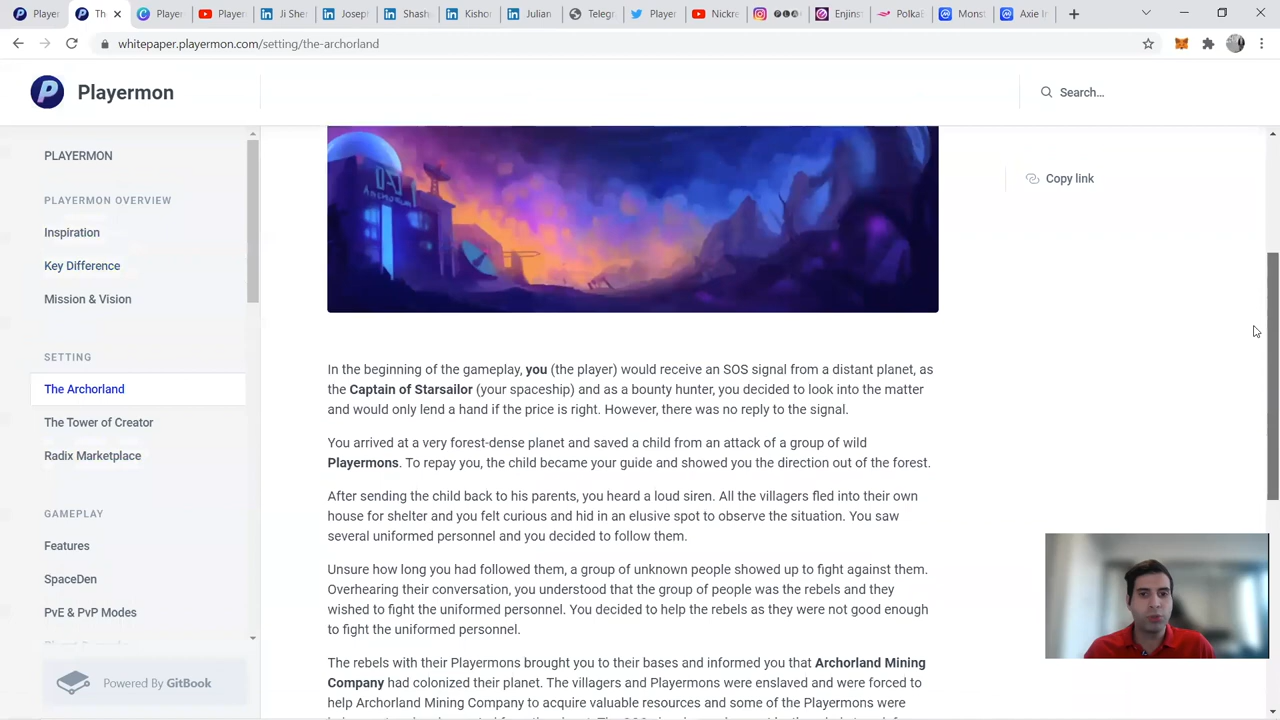 Player
Th
Player
Player
Ji She
Joseph
Shash
Kishor
Julian
Telegr
Player
Nickre
Enjins
PolkaB
Monst
Axie In
whitepaper.playermon.com/setting/the-archorland
Playermon
Search...
PLAYERMON
PLAYERMON OVERVIEW
Inspiration
Key Difference
Mission & Vision
SETTING
The Archorland
The Tower of Creator
Radix Marketplace
GAMEPLAY
Features
SpaceDen
PvE & PvP Modes
Powered By GitBook
Copy link
In the beginning of the gameplay, you (the player) would receive an SOS signal from a distant planet, as
the Captain of Starsailor (your spaceship) and as a bounty hunter, you decided to look into the matter
and would only lend a hand if the price is right. However, there was no reply to the signal.
You arrived at a very forest-dense planet and saved a child from an attack of a group of wild
Playermons. To repay you, the child became your guide and showed you the direction out of the forest.
After sending the child back to his parents, you heard a loud siren. All the villagers fled into their own
house for shelter and you felt curious and hid in an elusive spot to observe the situation. You saw
several uniformed personnel and you decided to follow them.
Unsure how long you had followed them, a group of unknown people showed up to fight against them.
Overhearing their conversation, you understood that the group of people was the rebels and they
wished to fight the uniformed personnel. You decided to help the rebels as they were not good enough
to fight the uniformed personnel.
The rebels with their Playermons brought you to their bases and informed you that Archorland Mining
Company had colonized their planet. The villagers and Playermons were enslaved and were forced to
help Archorland Mining Company to acquire valuable resources and some of the Playermons were